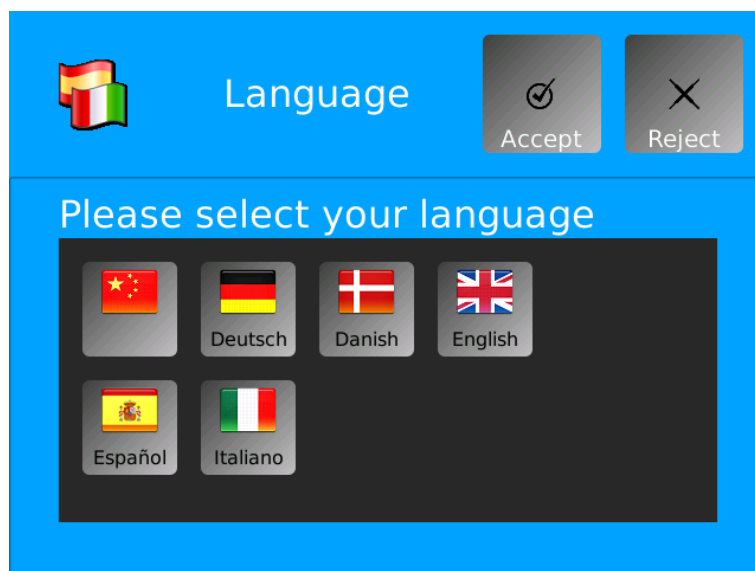 Language
Accept
Reject
Please select your language
Deutsch
Danish
English
Español
Italiano